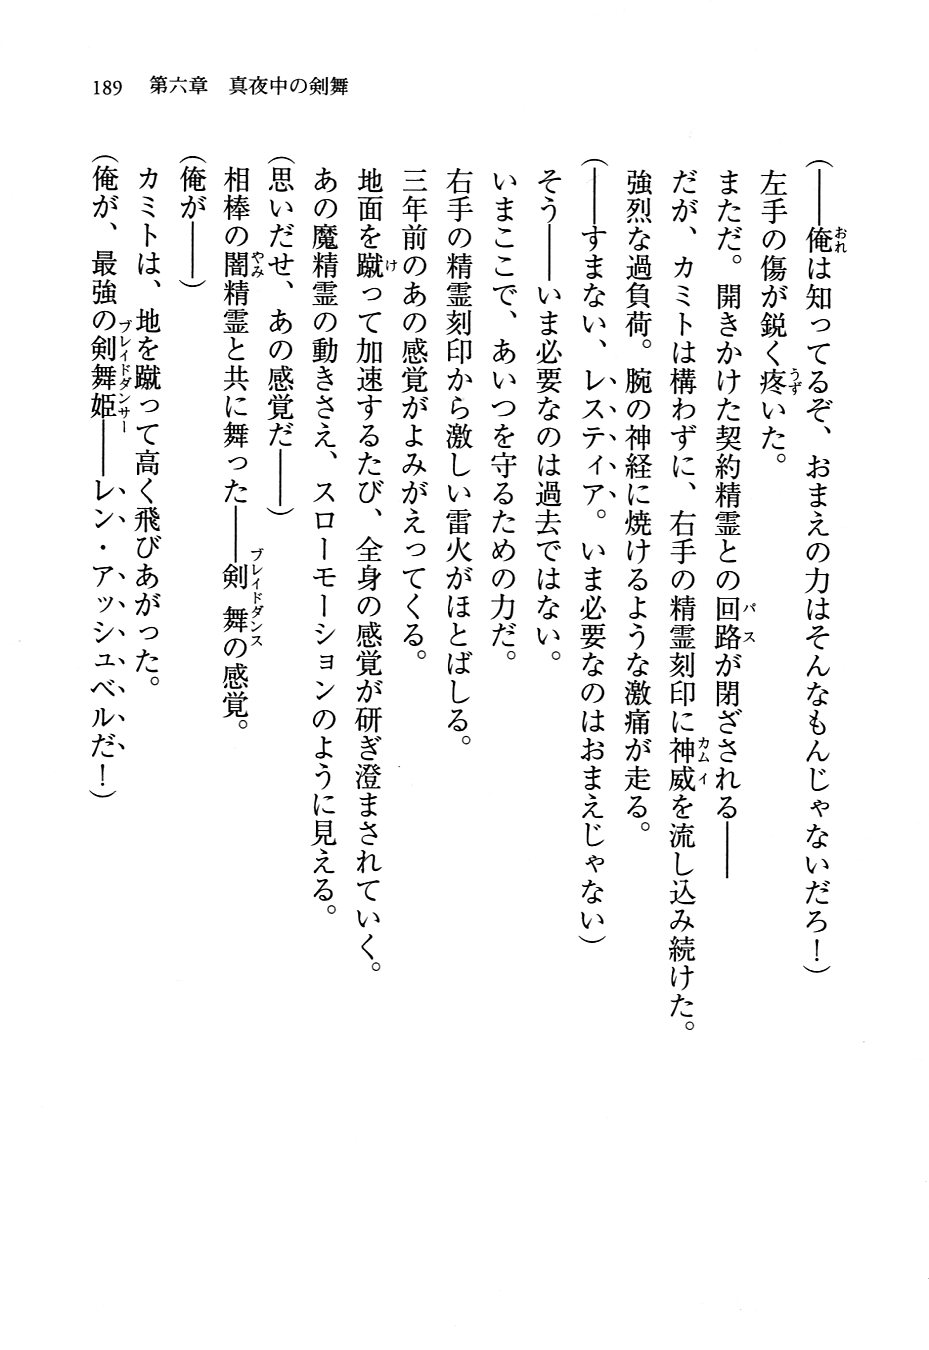 189 第六章 真夜中の剣舞
(――俺は知ってるぞ、おまえの力はそんなもんじゃないだろ!)
左手の傷が鋭く疼いた。
まただ。開きかけた契約精霊との回路が閉ざされる――
だが、カミトは構わずに、右手の精霊刻印に神威を流し込み続けた。
強烈な過負荷。腕の神経に焼けるような激痛が走る。
(――すまない、レスティア。いま必要なのはおまえじゃない)
そう――いま必要なのは過去ではない。
いまここで、あいつを守るための力だ。
右手の精霊刻印から激しい雷火がほとばしる。
三年前のあの感覚がよみがえってくる。
地面を蹴って加速するたび、全身の感覚が研ぎ澄まされていく。
あの魔精霊の動きさえ、スローモーションのように見える。
(思いだせ、あの感覚だ――)
相棒の闇精霊と共に舞った――剣舞の感覚。
(俺が――)
カミトは、地を蹴って高く飛びあがった。
(俺が、最強の剣舞姫――レン・アッシュベルだ!)